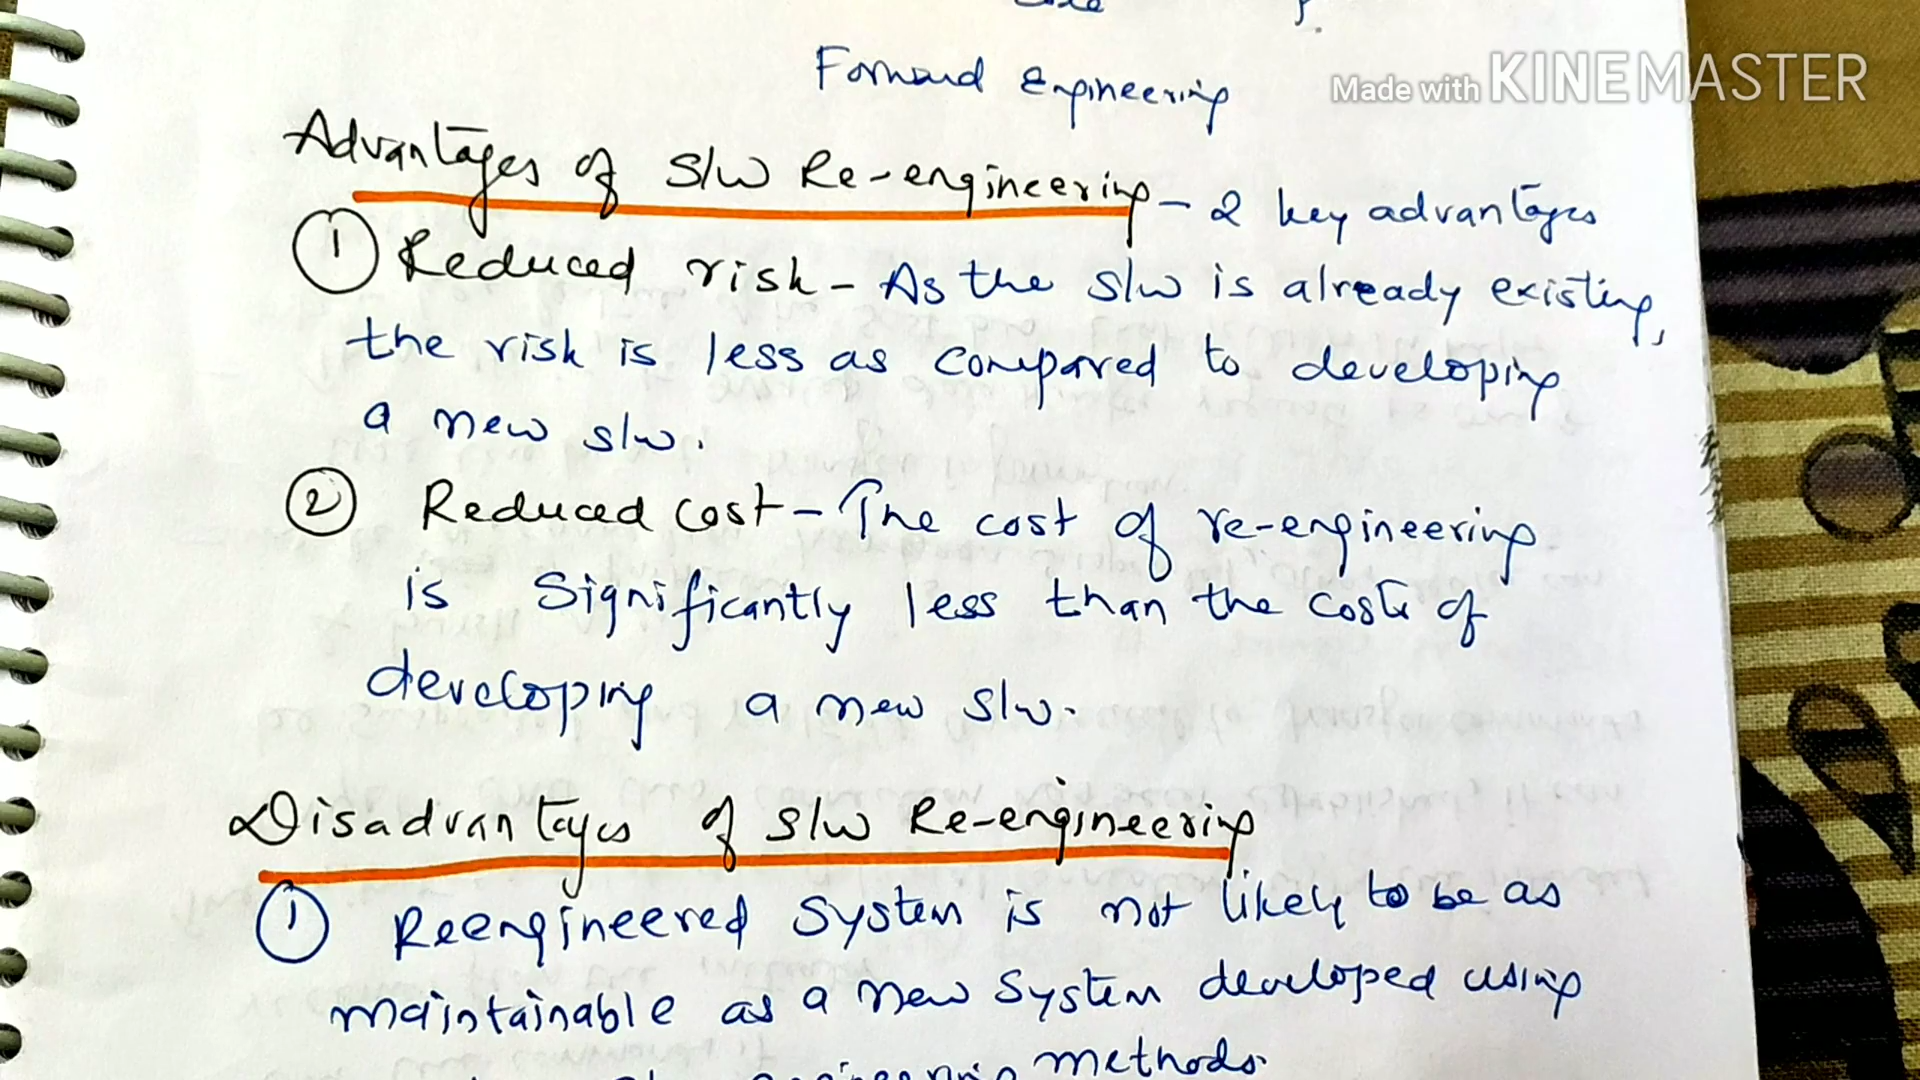 Forward Engineering
Made with KINEMASTER
Advantages of S/W Re-engineering - 2 key advantages
① Reduced risk - As the s/w is already existing,
the risk is less as compared to developing
a new s/w.
② Reduced cost - The cost of re-engineering
is significantly less than the costs of
developing a new s/w.
Disadvantages of S/W Re-engineering
① Reengineered system is not likely to be as
maintainable as a new system developed using
engineering methods.